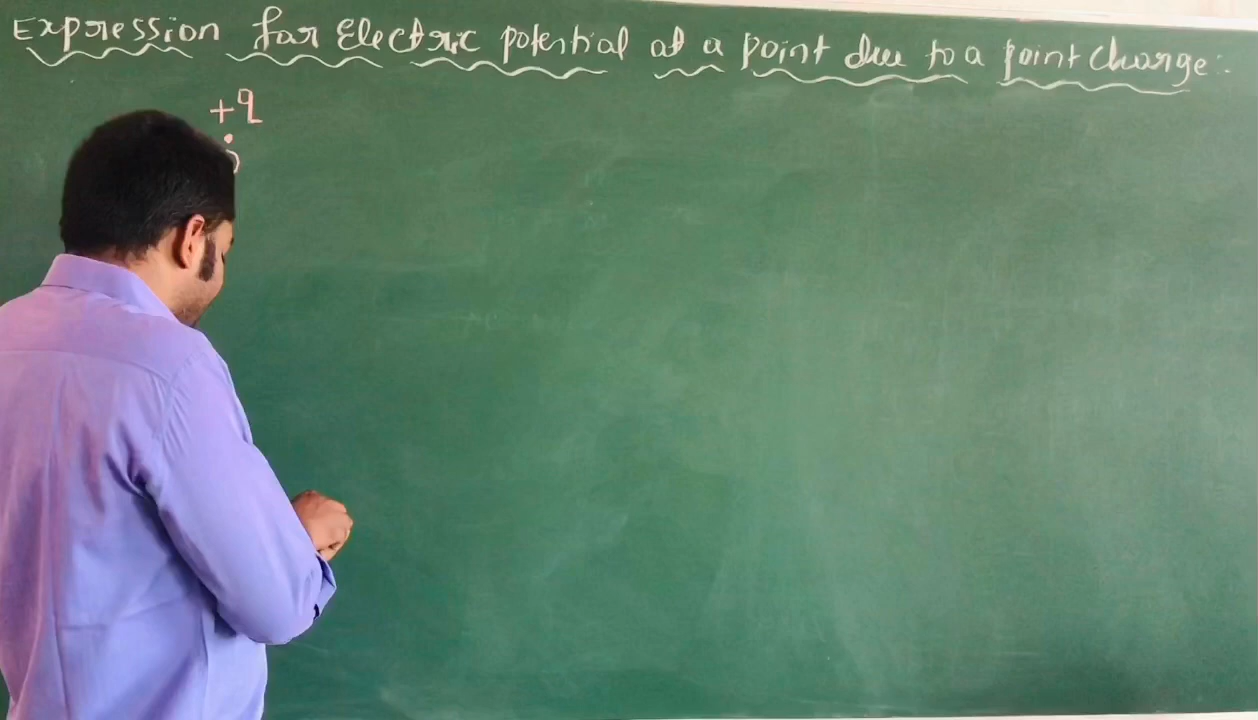 Expression for Electric potential at a point due to a point charge:-
+q